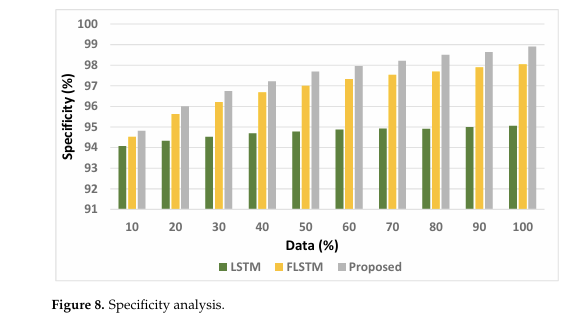 100
99
98
97
96
95
94
93
92
91
Specificity (%)
10 20 30 40 50 60 70 80 90 100
Data (%)
LSTM FLSTM Proposed
Figure 8. Specificity analysis.